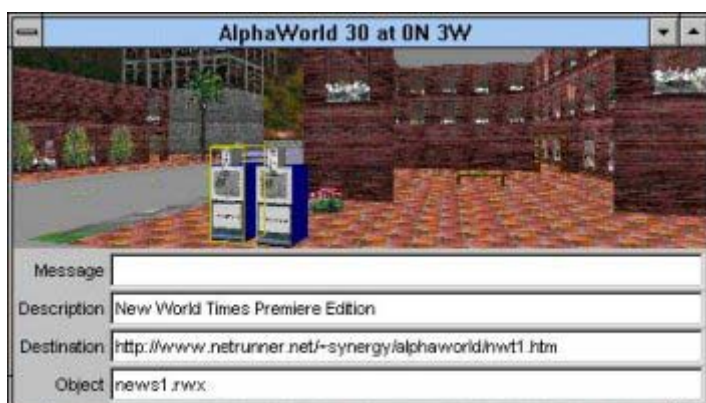 AlphaWorld 30 at 0N 3W
Message
Description New World Times Premiere Edition
Destination http://www.netrunner.net/~synergy/alphaworld/nwt1.htm
Object news1.rwx